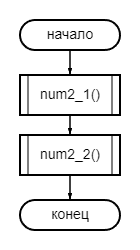 начало
num2_1()
num2_2()
конец